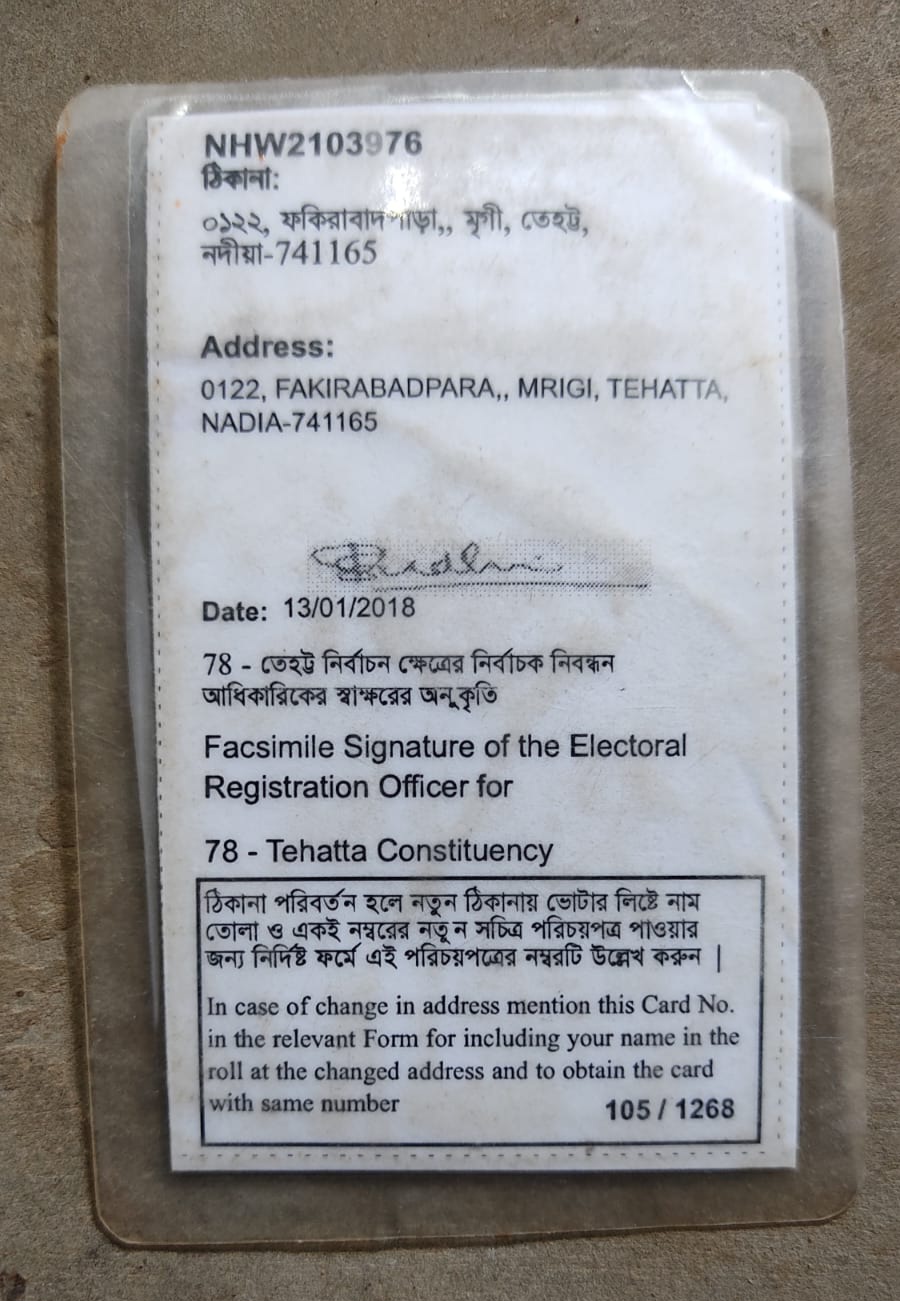 NHW2103976
ঠিকানা:
০১২২, ফকিরাবাদপাড়া,, মৃগী, তেহট্ট,
নদীয়া-741165
Address:
0122, FAKIRABADPARA,, MRIGI, TEHATTA,
NADIA-741165
Date: 13/01/2018
78 - তেহট্ট নির্বাচন ক্ষেত্রের নির্বাচক নিবন্ধন
আধিকারিকের স্বাক্ষরের অনুকৃতি
Facsimile Signature of the Electoral
Registration Officer for
78 - Tehatta Constituency
ঠিকানা পরিবর্তন হলে নতুন ঠিকানায় ভোটার লিষ্টে নাম
তোলা ও একই নম্বরের নতুন সচিত্র পরিচয়পত্র পাওয়ার
জন্য নির্দিষ্ট ফর্মে এই পরিচয়পত্রের নম্বরটি উল্লেখ করুন |
In case of change in address mention this Card No.
in the relevant Form for including your name in the
roll at the changed address and to obtain the card
with same number 105 / 1268